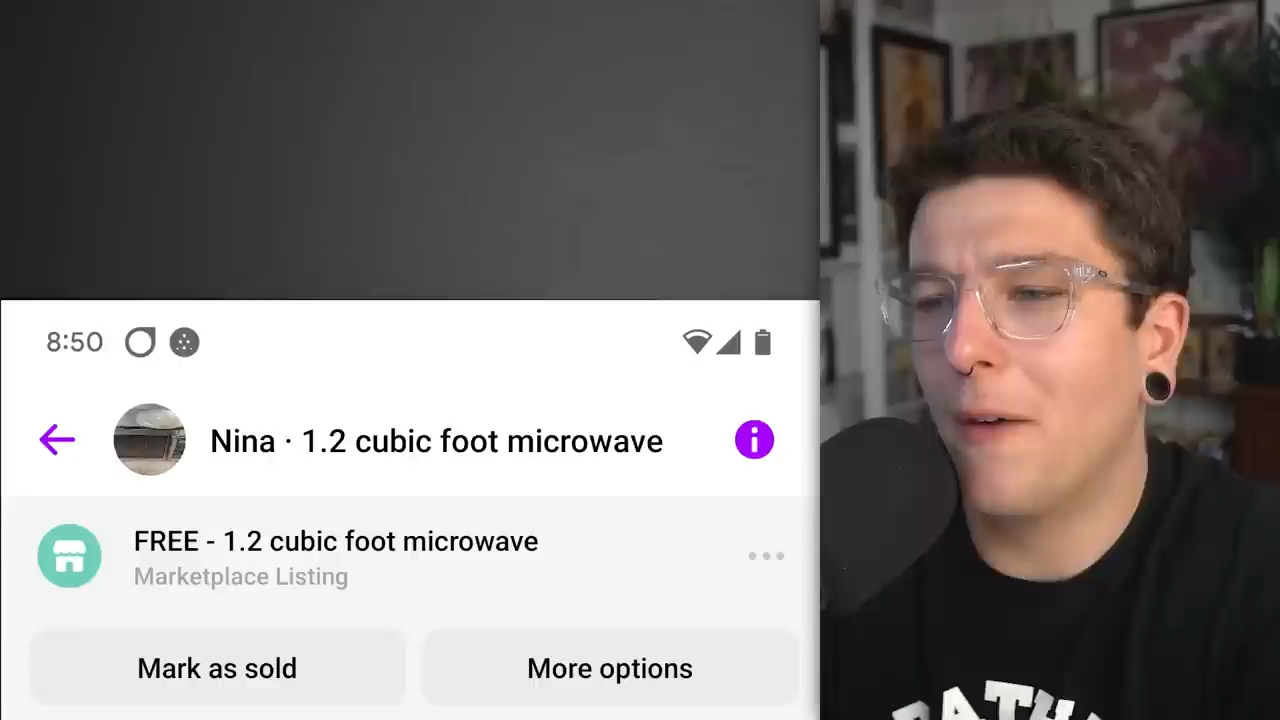 8:50
Nina · 1.2 cubic foot microwave
FREE - 1.2 cubic foot microwave
Marketplace Listing
Mark as sold
More options